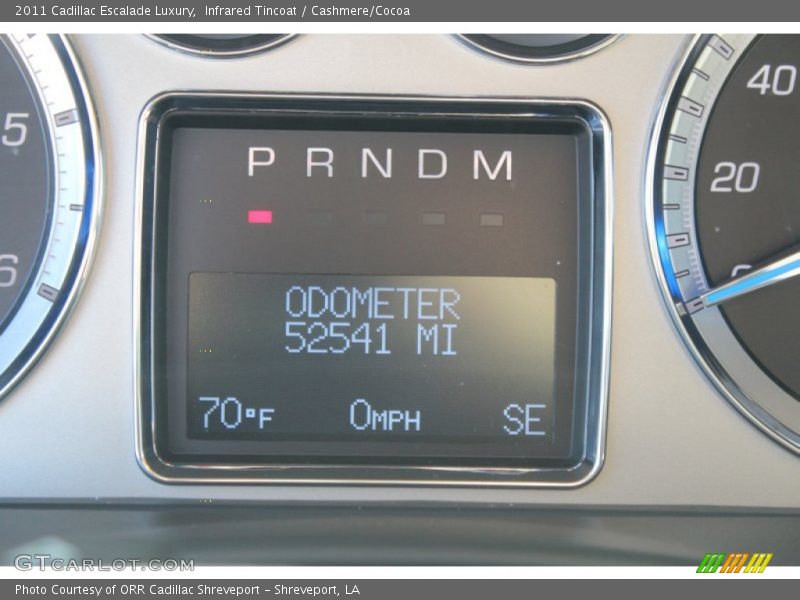 2011 Cadillac Escalade Luxury,  Infrared Tincoat / Cashmere/Cocoa
5
6
P R N D M
ODOMETER
52541 MI
70°F 0MPH SE
40
20
GTCARLOT.COM
Photo Courtesy of ORR Cadillac Shreveport - Shreveport, LA